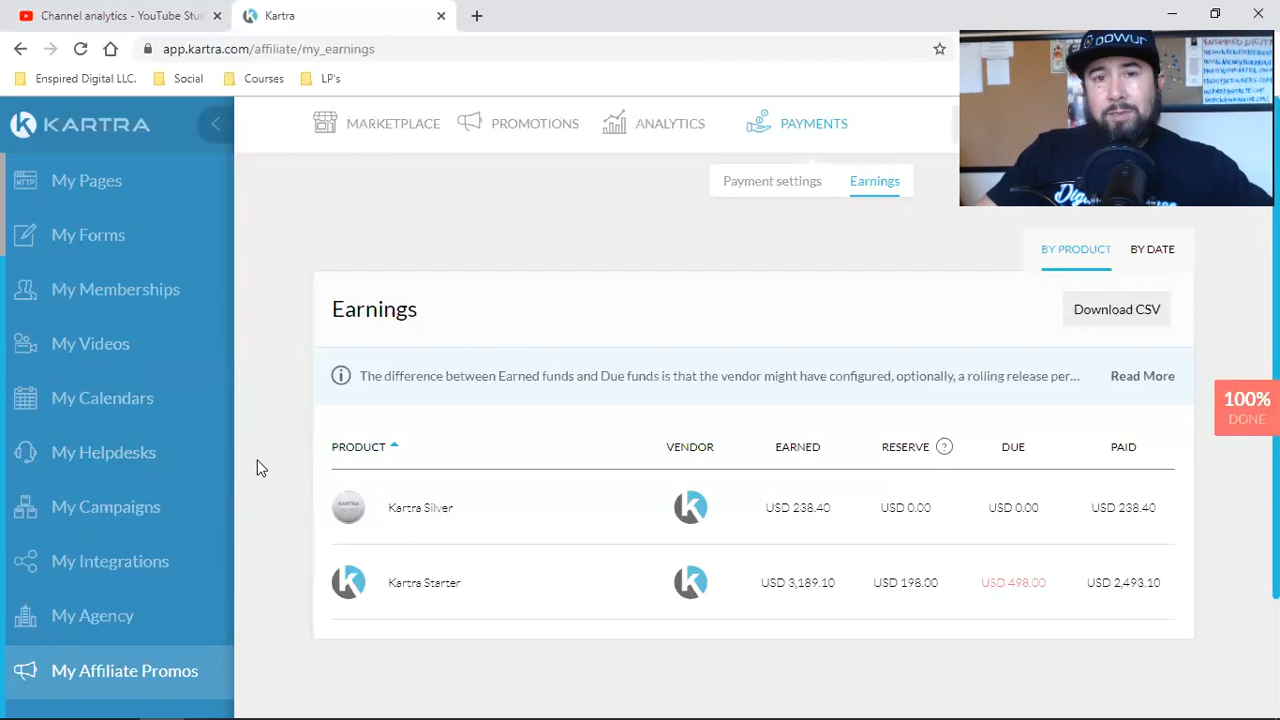 Channel analytics - YouTube Stud
Kartra
app.kartra.com/affiliate/my_earnings
Enspired Digital LLC.
Social
Courses
LP's
KARTRA
MARKETPLACE
PROMOTIONS
ANALYTICS
PAYMENTS
My Pages
My Forms
My Memberships
My Videos
My Calendars
My Helpdesks
My Campaigns
My Integrations
My Agency
My Affiliate Promos
Payment settings
Earnings
BY PRODUCT
BY DATE
Earnings
Download CSV
The difference between Earned funds and Due funds is that the vendor might have configured, optionally, a rolling release per... Read More
PRODUCT VENDOR EARNED RESERVE ? DUE PAID
Kartra Silver USD 238.40 USD 0.00 USD 0.00 USD 238.40
Kartra Starter USD 3,189.10 USD 198.00 USD 498.00 USD 2,493.10
100%
DONE
ENSPIRED DIGITA